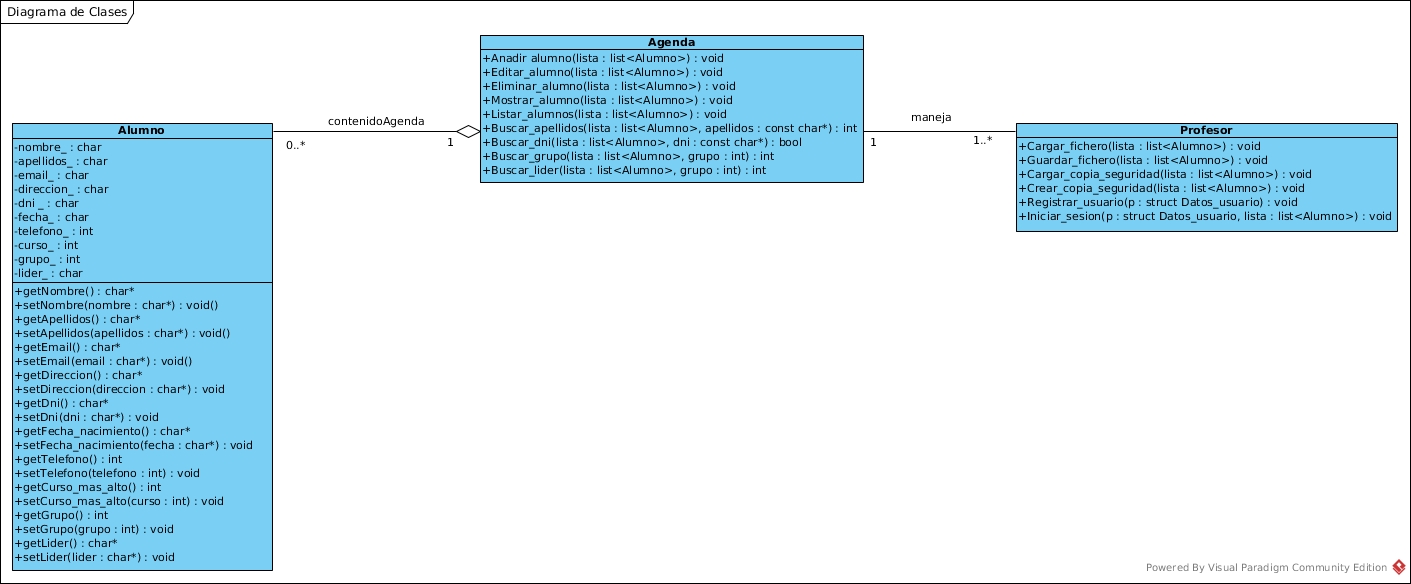 Diagrama de Clases
Agenda
+Anadir alumno(lista : list<Alumno>) : void
+Editar_alumno(lista : list<Alumno>) : void
+Eliminar_alumno(lista : list<Alumno>) : void
+Mostrar_alumno(lista : list<Alumno>) : void
+Listar_alumnos(lista : list<Alumno>) : void
+Buscar_apellidos(lista : list<Alumno>, apellidos : const char*) : int
+Buscar_dni(lista : list<Alumno>, dni : const char*) : bool
+Buscar_grupo(lista : list<Alumno>, grupo : int) : int
+Buscar_lider(lista : list<Alumno>, grupo : int) : int
contenidoAgenda
0..*
1
maneja
1
1..*
Alumno
-nombre_ : char
-apellidos_ : char
-email_ : char
-direccion_ : char
-dni _ : char
-fecha_ : char
-telefono_ : int
-curso_ : int
-grupo_ : int
-lider_ : char
+getNombre() : char*
+setNombre(nombre : char*) : void()
+getApellidos() : char*
+setApellidos(apellidos : char*) : void()
+getEmail() : char*
+setEmail(email : char*) : void()
+getDireccion() : char*
+setDireccion(direccion : char*) : void
+getDni() : char*
+setDni(dni : char*) : void
+getFecha_nacimiento() : char*
+setFecha_nacimiento(fecha : char*) : void
+getTelefono() : int
+setTelefono(telefono : int) : void
+getCurso_mas_alto() : int
+setCurso_mas_alto(curso : int) : void
+getGrupo() : int
+setGrupo(grupo : int) : void
+getLider() : char*
+setLider(lider : char*) : void
Profesor
+Cargar_fichero(lista : list<Alumno>) : void
+Guardar_fichero(lista : list<Alumno>) : void
+Cargar_copia_seguridad(lista : list<Alumno>) : void
+Crear_copia_seguridad(lista : list<Alumno>) : void
+Registrar_usuario(p : struct Datos_usuario) : void
+Iniciar_sesion(p : struct Datos_usuario, lista : list<Alumno>) : void
Powered By Visual Paradigm Community Edition